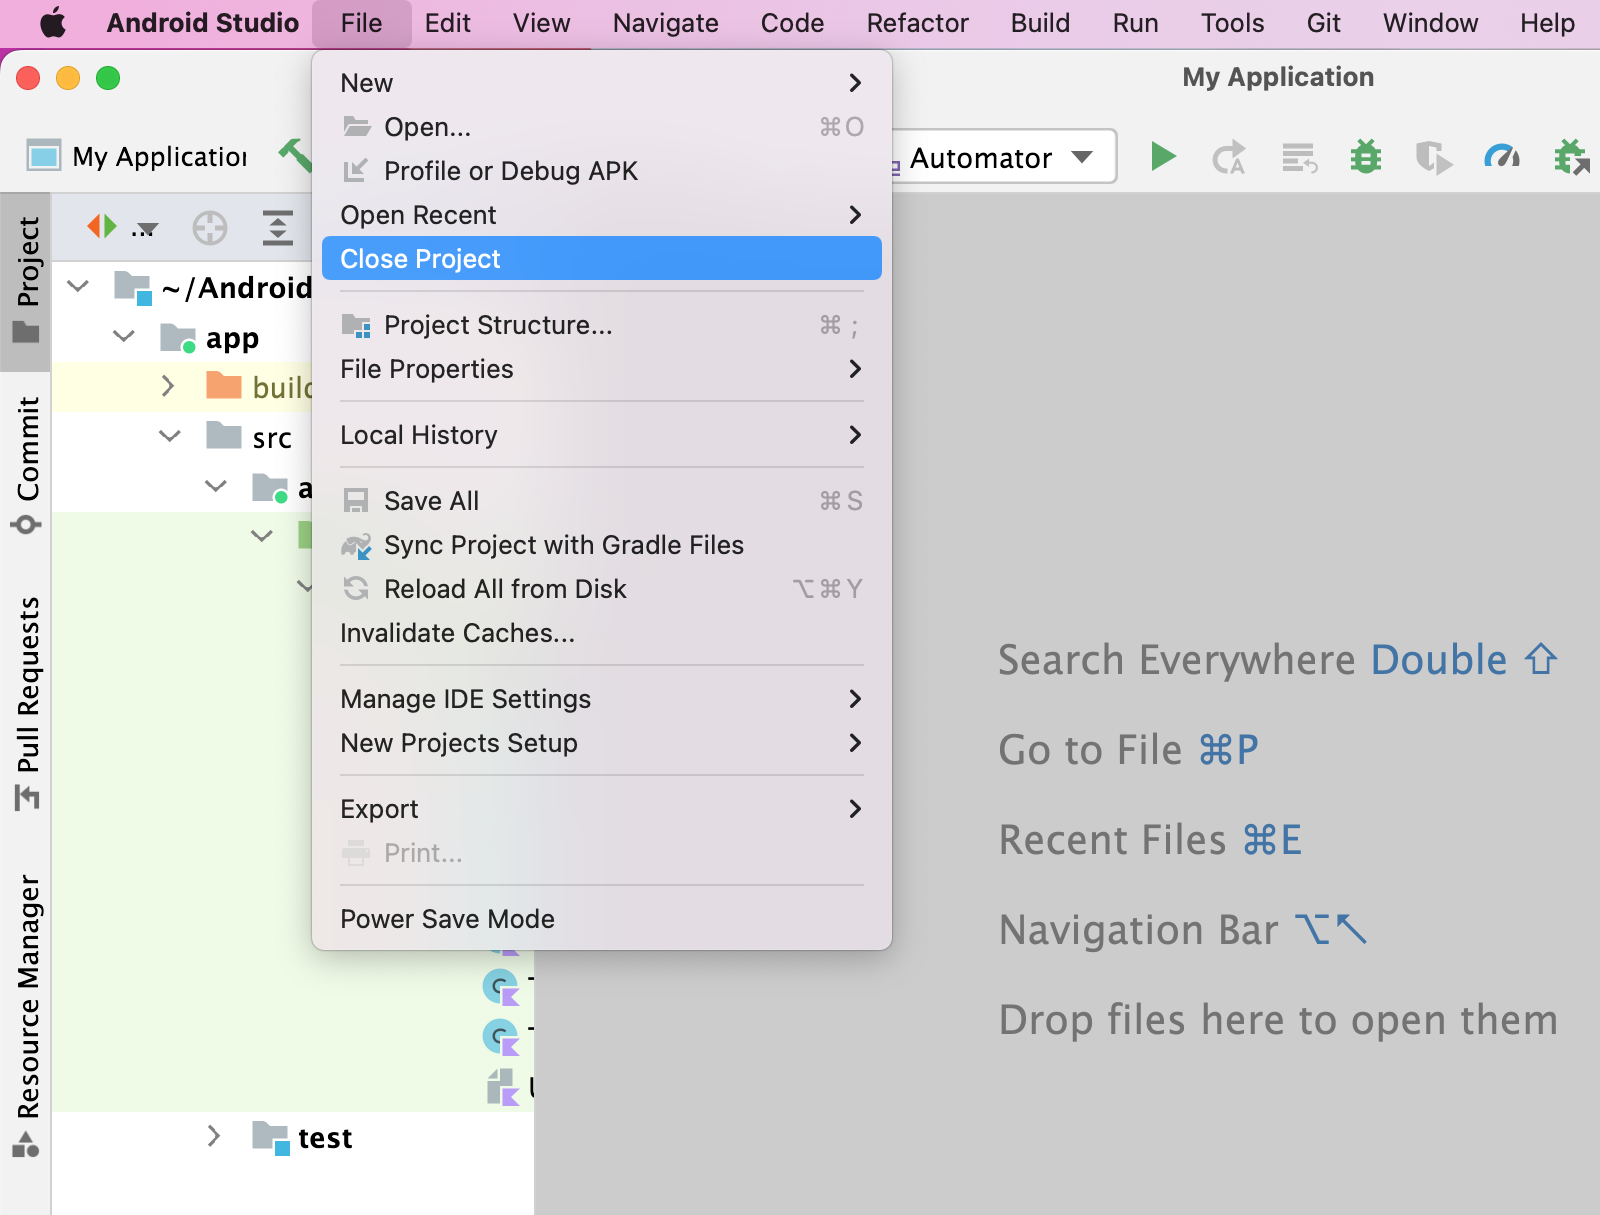 Android Studio File Edit View Navigate Code Refactor Build Run Tools Git Window Help
My Application
My Application
Automator
Project
Commit
Pull Requests
Resource Manager
...
~/Android
app
build
src
a
test
New
Open... ⌘O
Profile or Debug APK
Open Recent
Close Project
Project Structure... ⌘ ;
File Properties
Local History
Save All ⌘S
Sync Project with Gradle Files
Reload All from Disk ⌥⌘Y
Invalidate Caches...
Manage IDE Settings
New Projects Setup
Export
Print...
Power Save Mode
Search Everywhere Double ⇧
Go to File ⌘P
Recent Files ⌘E
Navigation Bar ⌥↖
Drop files here to open them